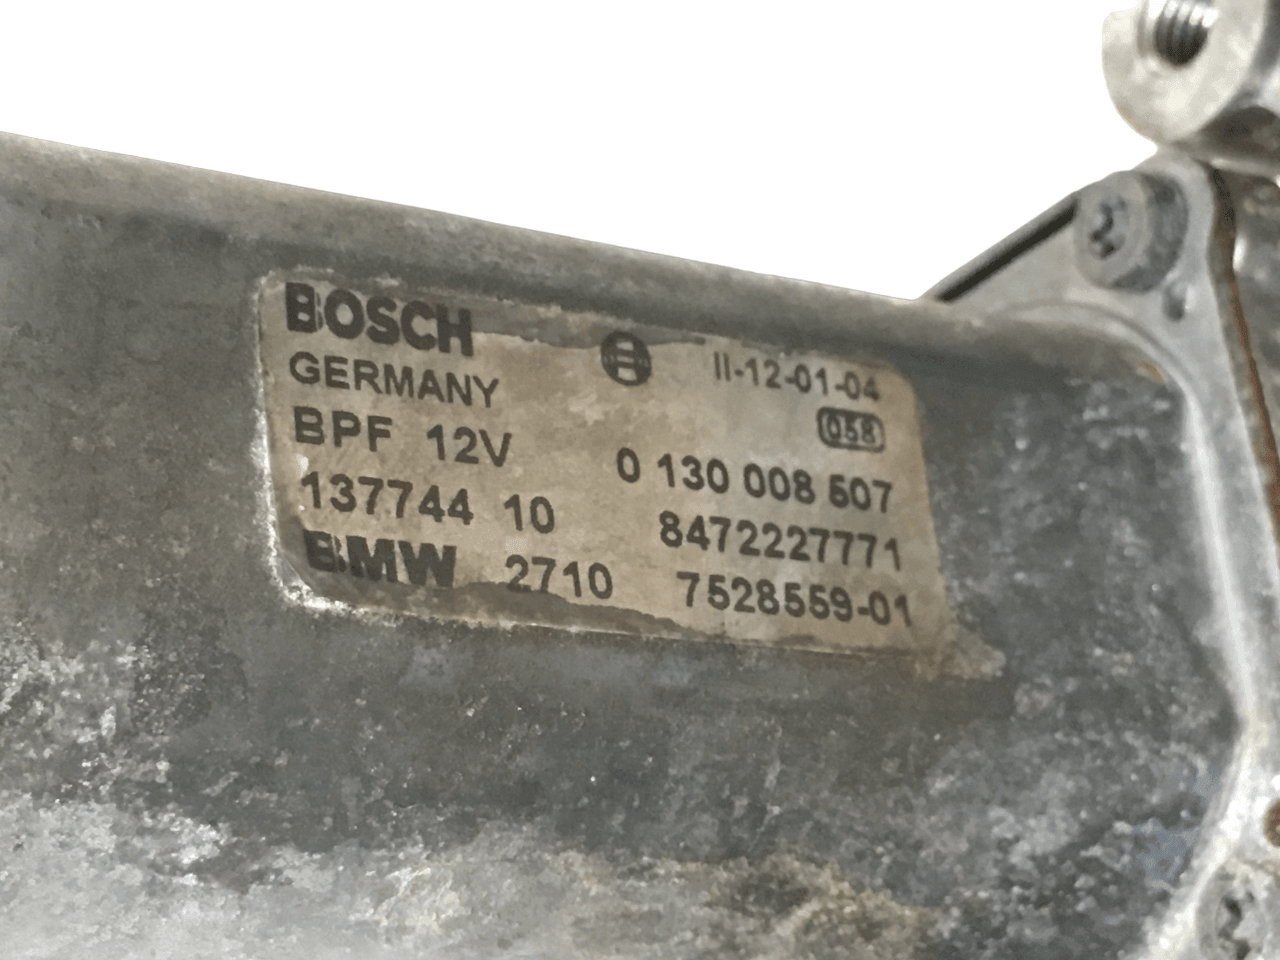 BOSCH
II-12-01-04
GERMANY
058
BPF 12V
0 130 008 507
137744 10
8472227771
BMW 2710
7528559-01